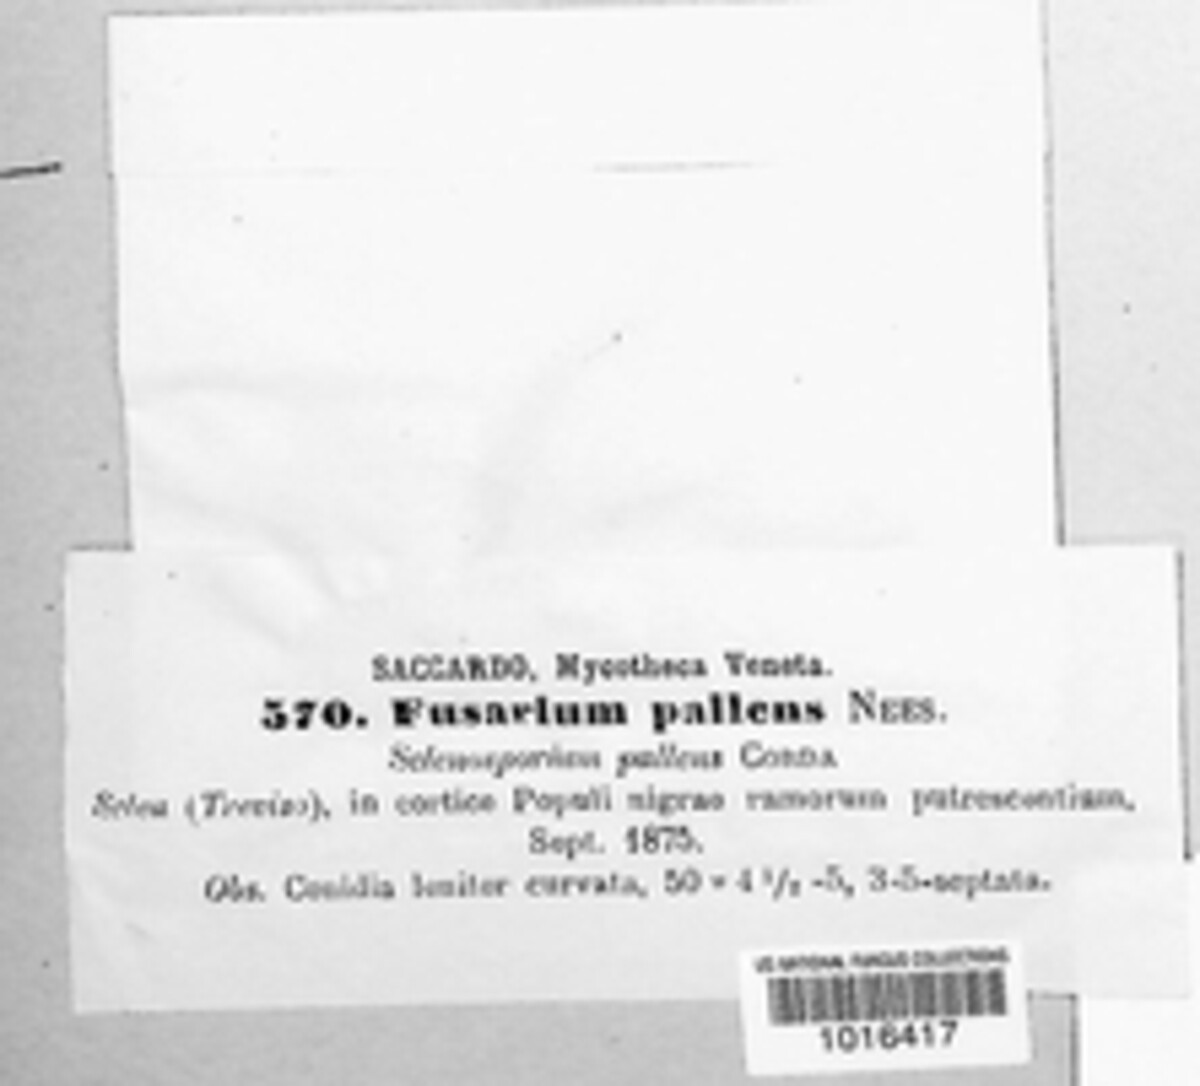 SACCARDO, Mycotheca Veneta.
570. Fusarium pallens NEES.
Selenosporium pallens CORDA
Selva (Treviso), in cortice Populi nigrae ramorum putrescentium,
Sept. 1875.
Obs. Conidia leniter curvata, 50 = 4 1/2 -5, 3-5-septata.
US NATIONAL FUNGUS COLLECTIONS
1016417